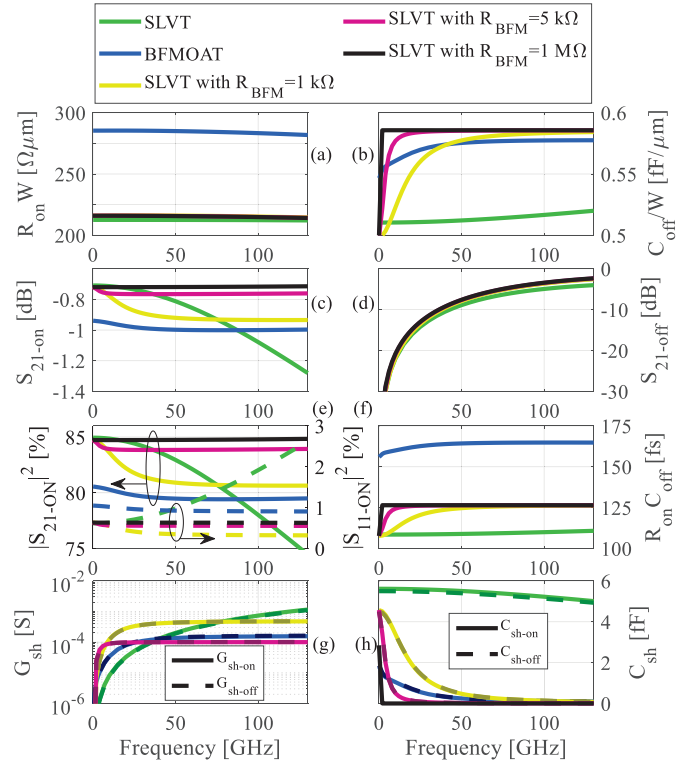 SLVT
BFMOAT
SLVT with R_BFM=1 kΩ
SLVT with R_BFM=5 kΩ
SLVT with R_BFM=1 MΩ
R_on W [Ωμm]
300
250
200
0 50 100
(a)
(b)
0.6
0.55
0.5
C_off/W [fF/μm]
0 50 100
S_21-on [dB]
-0.8
-1
-1.4
0 50 100
(c)
(d)
0
-10
-20
-30
S_21-off [dB]
0 50 100
|S_21-ON|² [%]
85
80
75
0 50 100
(e)
3
2
1
0
|S_11-ON|² [%]
(f)
175
150
125
100
R_on C_off [fs]
0 50 100
G_sh [S]
10⁻²
10⁻⁴
10⁻⁶
0 50 100
Frequency [GHz]
G_sh-on
G_sh-off
(g)
(h)
C_sh-on
C_sh-off
6
4
2
0
C_sh [fF]
0 50 100
Frequency [GHz]